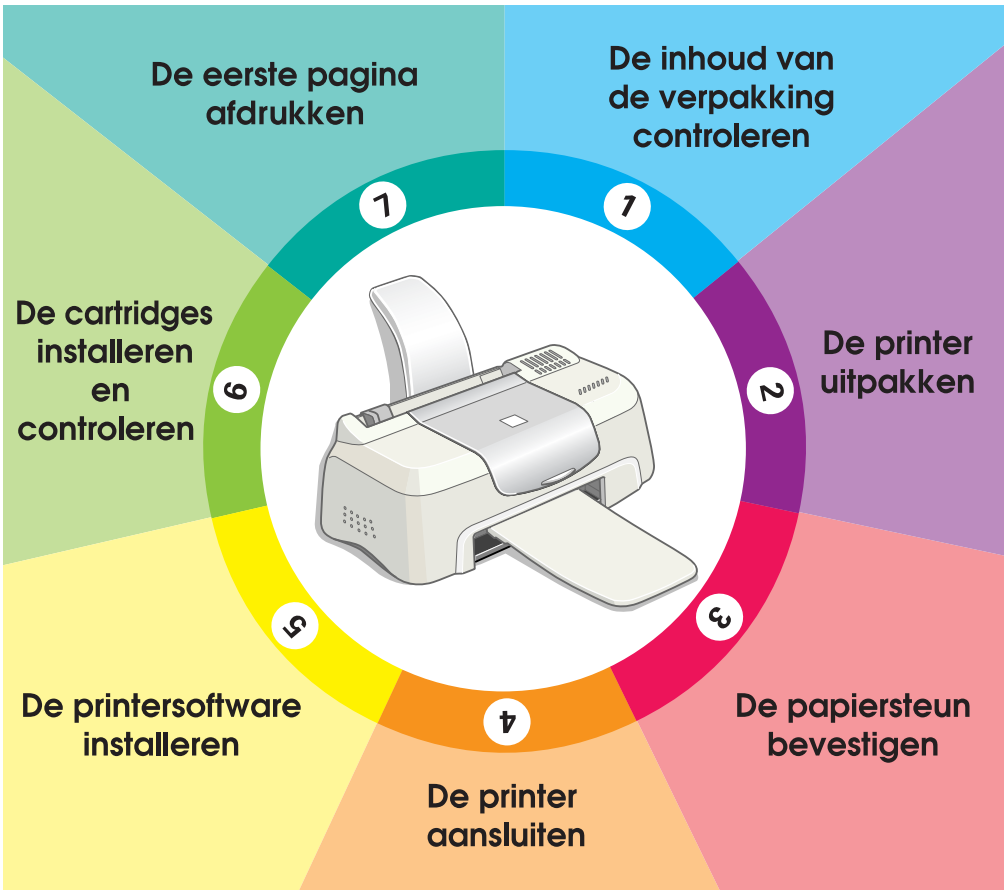 1
De inhoud van
de verpakking
controleren
2
De printer
uitpakken
3
De papiersteun
bevestigen
4
De printer
aansluiten
5
De printersoftware
installeren
6
De cartridges
installeren
en
controleren
7
De eerste pagina
afdrukken